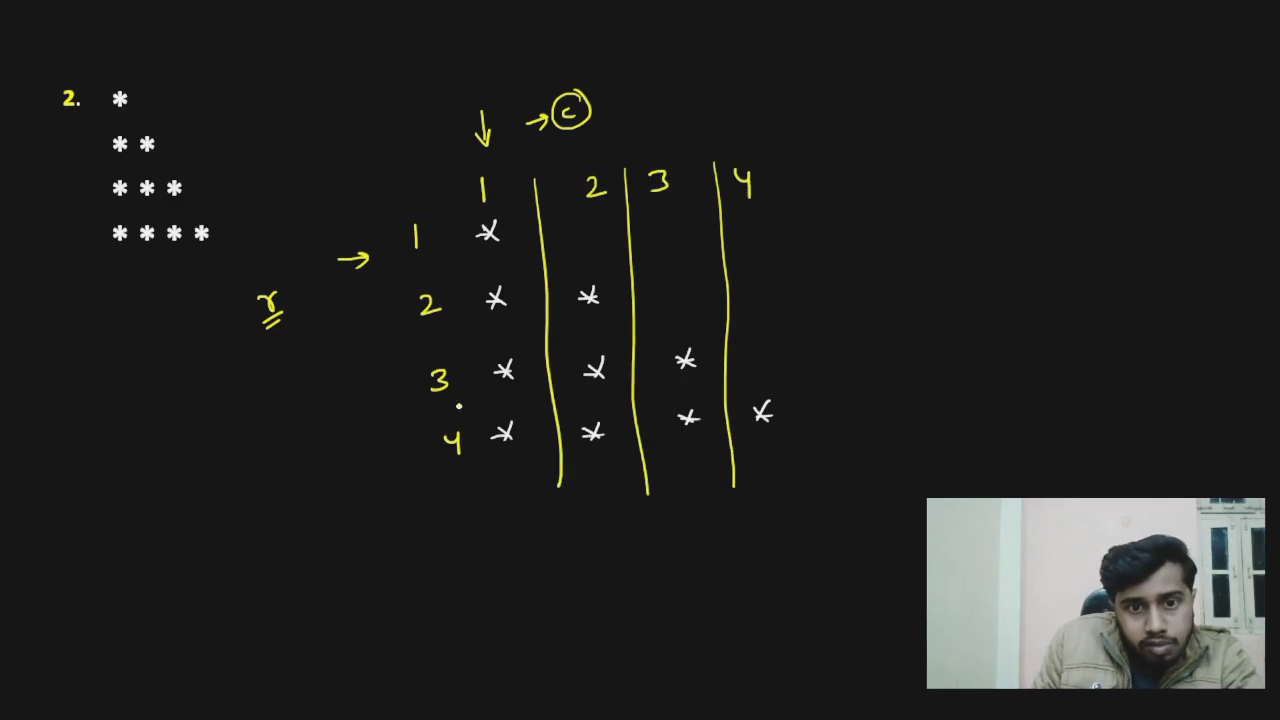 2. *
* *
* * *
* * * *
↓ → c
1 2 3 4
→ 1 *
r 2 * *
3 * * *
4 * * * *